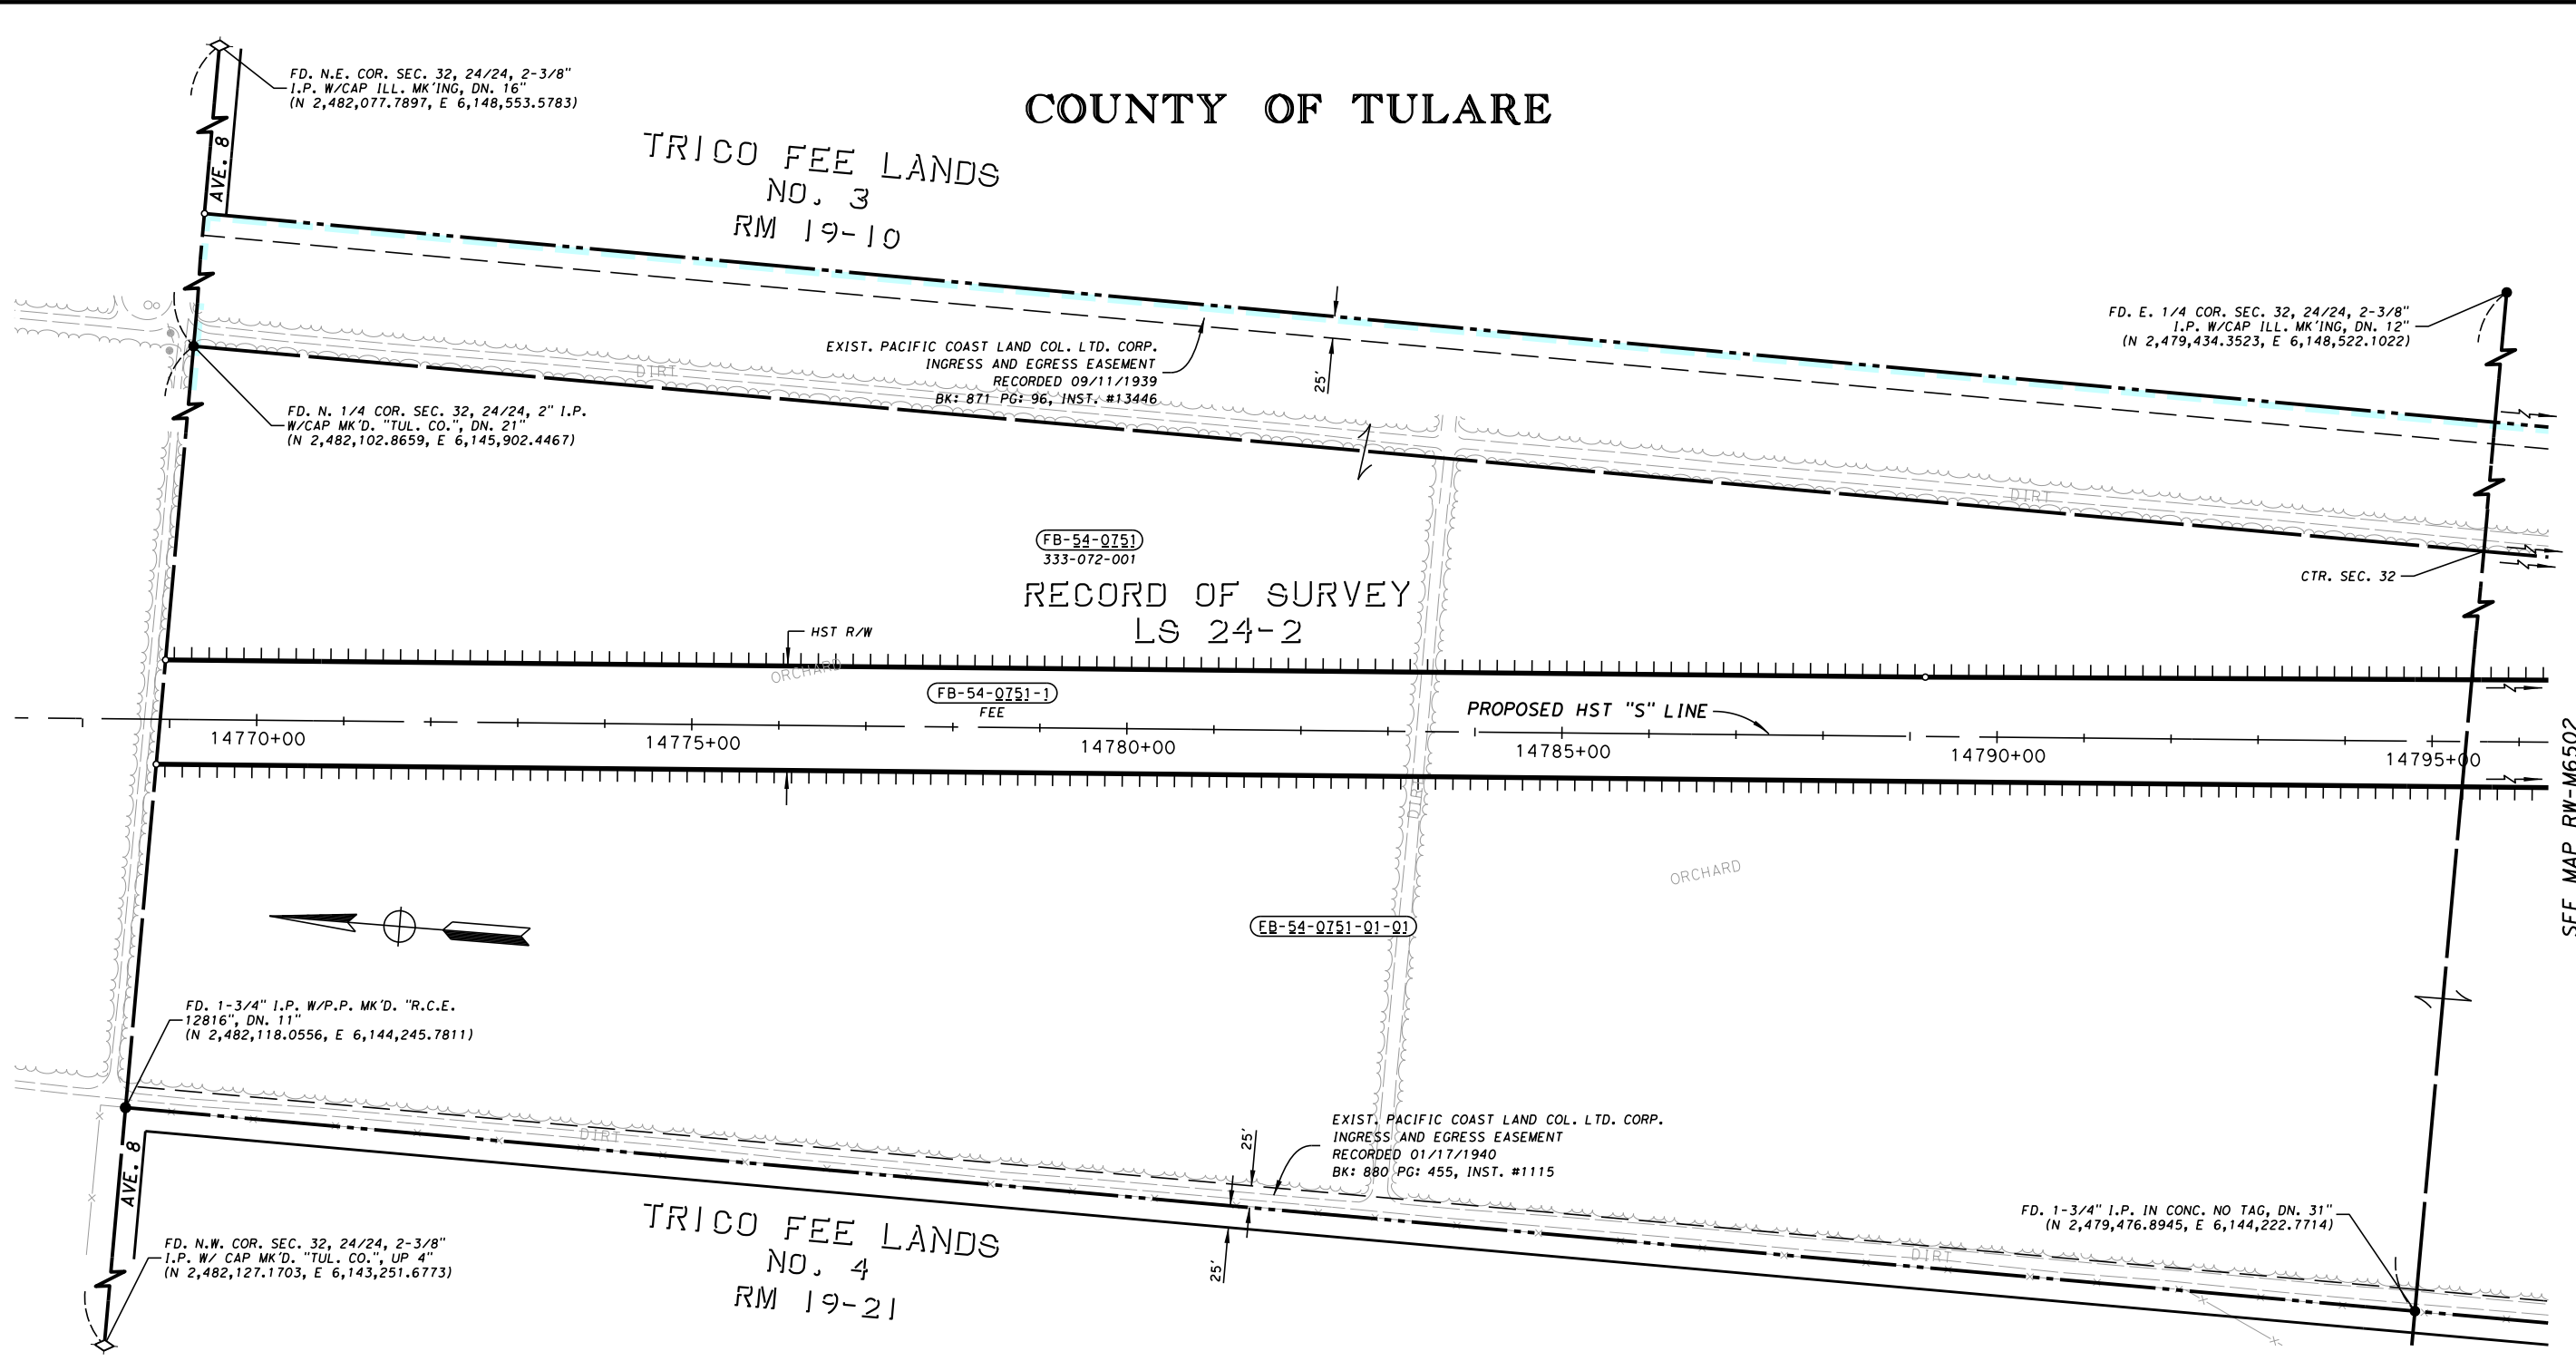 COUNTY OF TULARE
FD. N.E. COR. SEC. 32, 24/24, 2-3/8"
I.P. W/CAP ILL. MK'ING, DN. 16"
(N 2,482,077.7897, E 6,148,553.5783)
AVE. 8
TRICO FEE LANDS
NO. 3
RM 19-10
FD. E. 1/4 COR. SEC. 32, 24/24, 2-3/8"
I.P. W/CAP ILL. MK'ING, DN. 12"
(N 2,479,434.3523, E 6,148,522.1022)
EXIST. PACIFIC COAST LAND COL. LTD. CORP.
INGRESS AND EGRESS EASEMENT
RECORDED 09/11/1939
BK: 871 PG: 96, INST. #13446
25'
DIRT
FD. N. 1/4 COR. SEC. 32, 24/24, 2" I.P.
W/CAP MK'D. "TUL. CO.", DN. 21"
(N 2,482,102.8659, E 6,145,902.4467)
DIRT
FB-54-0751
333-072-001
CTR. SEC. 32
RECORD OF SURVEY
LS 24-2
HST R/W
ORCHARD
FB-54-0751-1
FEE
PROPOSED HST "S" LINE
14770+00
14775+00
14780+00
14785+00
14790+00
14795+00
SEE MAP RW-M6502
DIRT
ORCHARD
FB-54-0751-01-01
FD. 1-3/4" I.P. W/P.P. MK'D. "R.C.E.
12816", DN. 11"
(N 2,482,118.0556, E 6,144,245.7811)
DIRT
AVE. 8
25'
EXIST. PACIFIC COAST LAND COL. LTD. CORP.
INGRESS AND EGRESS EASEMENT
RECORDED 01/17/1940
BK: 880 PG: 455, INST. #1115
25'
TRICO FEE LANDS
NO. 4
RM 19-21
FD. 1-3/4" I.P. IN CONC. NO TAG, DN. 31"
(N 2,479,476.8945, E 6,144,222.7714)
DIRT
FD. N.W. COR. SEC. 32, 24/24, 2-3/8"
I.P. W/ CAP MK'D. "TUL. CO.", UP 4"
(N 2,482,127.1703, E 6,143,251.6773)